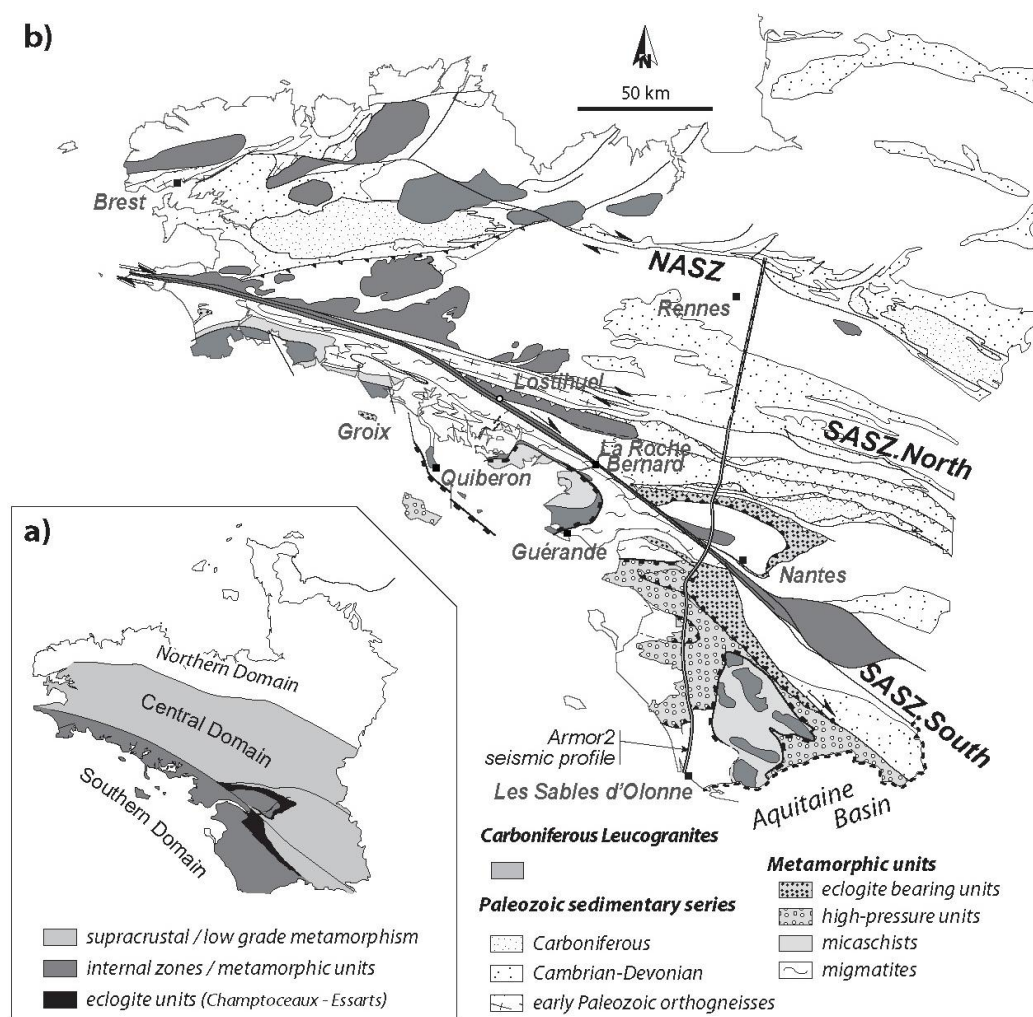 b)
N
50 km
Brest
NASZ
Rennes
Lostihuel
SASZ.North
Groix
La Roche
Bernard
Quiberon
Guérande
Nantes
SASZ.South
Armor2
seismic profile
Les Sables d'Olonne
Aquitaine
Basin
a)
Northern Domain
Central Domain
Southern Domain
supracrustal / low grade metamorphism
internal zones / metamorphic units
eclogite units (Champtoceaux - Essarts)
Carboniferous Leucogranites
Paleozoic sedimentary series
Carboniferous
Cambrian-Devonian
early Paleozoic orthogneisses
Metamorphic units
eclogite bearing units
high-pressure units
micaschists
migmatites